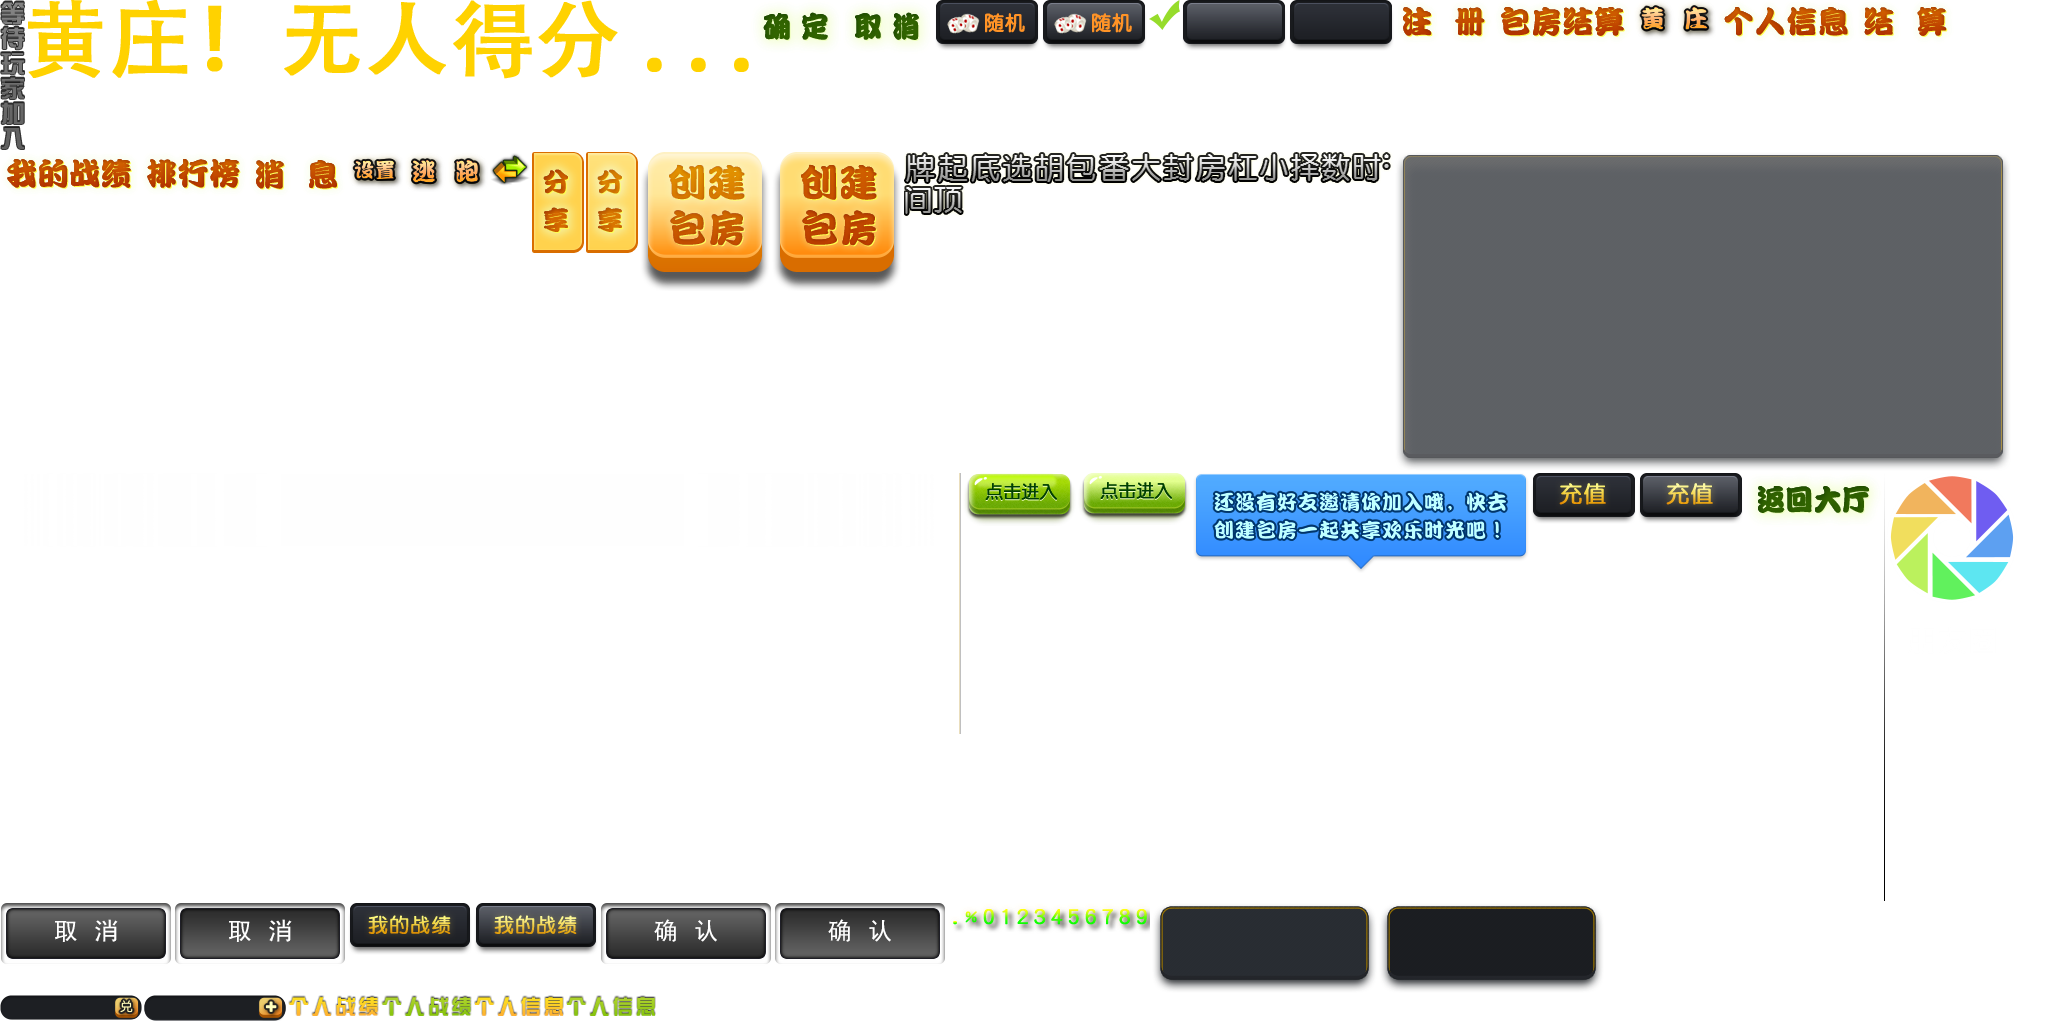 等待玩家加入
黄庄！无人得分...
确定
取消
随机
随机
注 册
包房结算
黄 庄
个人信息
结 算
我的战绩
排行榜
消 息
设置
逃 跑
分享
分享
创建
包房
创建
包房
牌起底选胡包番大封房杠小择数时:
间顶
点击进入
点击进入
还没有好友邀请你加入哦，快去
创建包房一起共享欢乐时光吧！
充值
充值
返回大厅
取 消
取 消
我的战绩
我的战绩
确 认
确 认
.%0123456789
兑
个人战绩
个人战绩
个人信息
个人信息